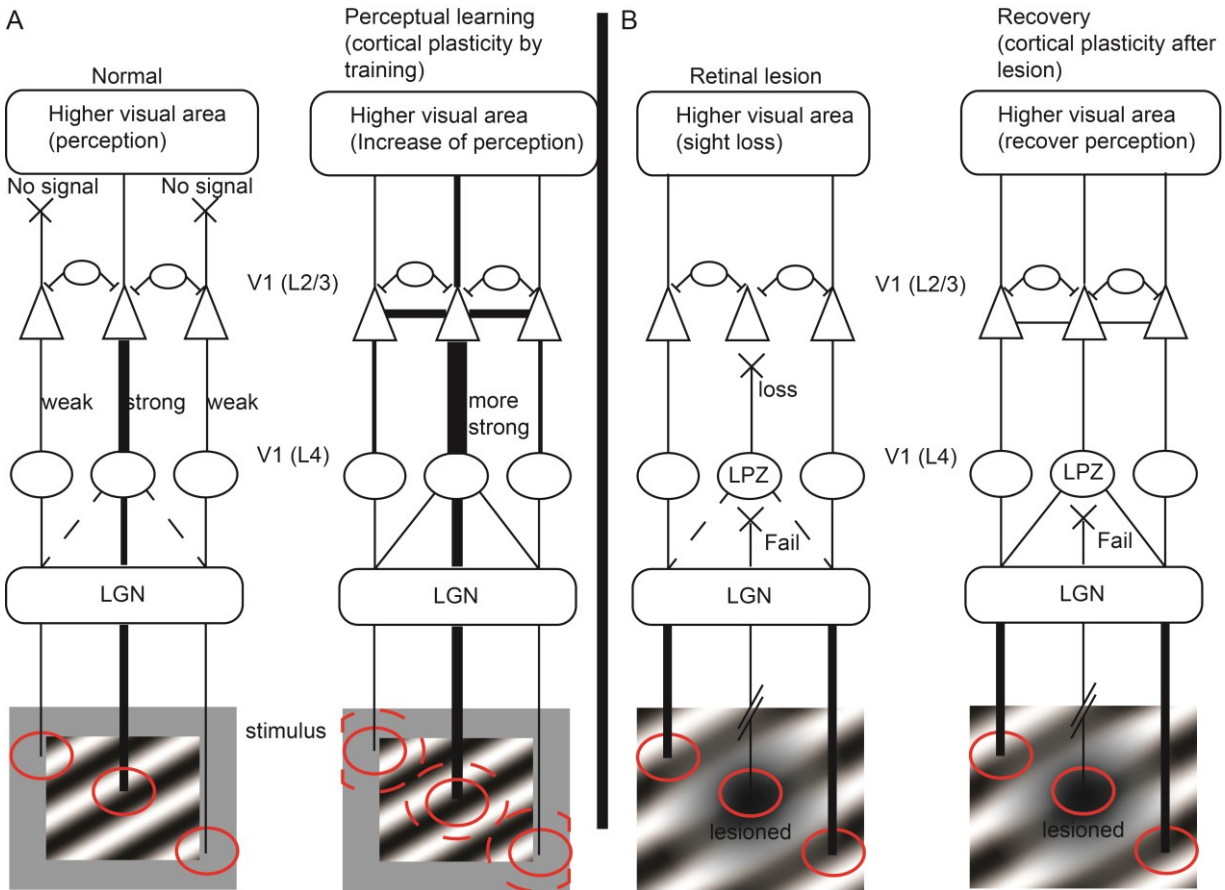 A
Normal
Higher visual area
(perception)
No signal
No signal
weak
strong
weak
LGN
Perceptual learning
(cortical plasticity by
training)
Higher visual area
(Increase of perception)
V1 (L2/3)
more
strong
V1 (L4)
LGN
stimulus
B
Retinal lesion
Higher visual area
(sight loss)
loss
LPZ
Fail
LGN
lesioned
Recovery
(cortical plasticity after
lesion)
Higher visual area
(recover perception)
V1 (L2/3)
V1 (L4)
LPZ
Fail
LGN
lesioned